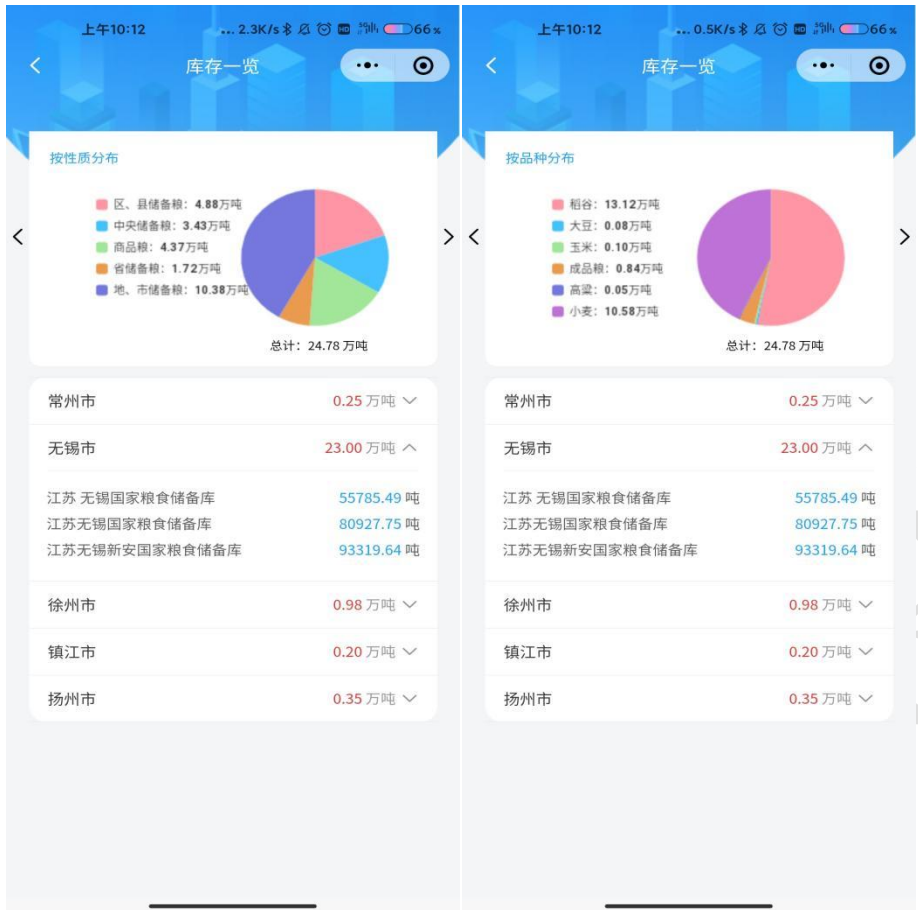 上午10:12
... 2.3K/s
66%
库存一览
按性质分布
区、县储备粮：4.88万吨
中央储备粮：3.43万吨
商品粮：4.37万吨
省储备粮：1.72万吨
地、市储备粮：10.38万吨
总计：24.78 万吨
常州市 0.25 万吨
无锡市 23.00 万吨
江苏 无锡国家粮食储备库 55785.49 吨
江苏无锡国家粮食储备库 80927.75 吨
江苏无锡新安国家粮食储备库 93319.64 吨
徐州市 0.98 万吨
镇江市 0.20 万吨
扬州市 0.35 万吨
上午10:12
... 0.5K/s
66%
库存一览
按品种分布
稻谷：13.12万吨
大豆：0.08万吨
玉米：0.10万吨
成品粮：0.84万吨
高粱：0.05万吨
小麦：10.58万吨
总计：24.78 万吨
常州市 0.25 万吨
无锡市 23.00 万吨
江苏 无锡国家粮食储备库 55785.49 吨
江苏无锡国家粮食储备库 80927.75 吨
江苏无锡新安国家粮食储备库 93319.64 吨
徐州市 0.98 万吨
镇江市 0.20 万吨
扬州市 0.35 万吨